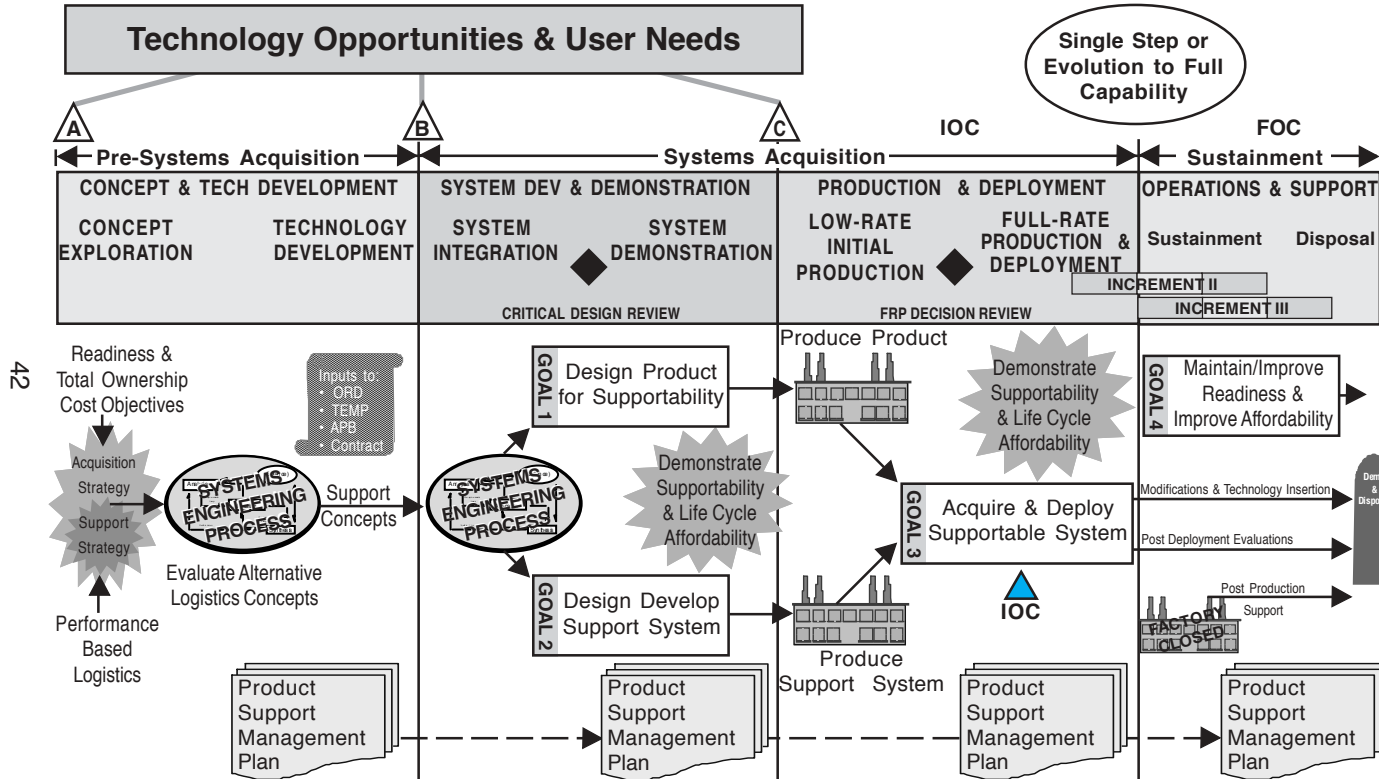 Technology Opportunities & User Needs
Single Step or
Evolution to Full
Capability
A
B
C
IOC
FOC
Pre-Systems Acquisition
Systems Acquisition
Sustainment
CONCEPT & TECH DEVELOPMENT
SYSTEM DEV & DEMONSTRATION
PRODUCTION & DEPLOYMENT
OPERATIONS & SUPPORT
CONCEPT
EXPLORATION
TECHNOLOGY
DEVELOPMENT
SYSTEM
INTEGRATION
SYSTEM
DEMONSTRATION
LOW-RATE
INITIAL
PRODUCTION
FULL-RATE
PRODUCTION &
DEPLOYMENT
Sustainment
Disposal
INCREMENT II
INCREMENT III
CRITICAL DESIGN REVIEW
FRP DECISION REVIEW
42
Readiness &
Total Ownership
Cost Objectives
Inputs to:
• ORD
• TEMP
• APB
• Contract
Acquisition
Strategy
Support
Strategy
Performance
Based
Logistics
SYSTEMS
ENGINEERING
PROCESS
Evaluate Alternative
Logistics Concepts
Support
Concepts
SYSTEMS
ENGINEERING
PROCESS
GOAL 1
Design Product
for Supportability
Demonstrate
Supportability
& Life Cycle
Affordability
GOAL 2
Design Develop
Support System
Produce Product
Produce
Support System
Demonstrate
Supportability
& Life Cycle
Affordability
GOAL 3
Acquire & Deploy
Supportable System
IOC
GOAL 4
Maintain/Improve
Readiness &
Improve Affordability
Modifications & Technology Insertion
Post Deployment Evaluations
Post Production
Support
FACTORY
CLOSED
&
Product
Support
Management
Plan
Product
Support
Management
Plan
Product
Support
Management
Plan
Product
Support
Management
Plan